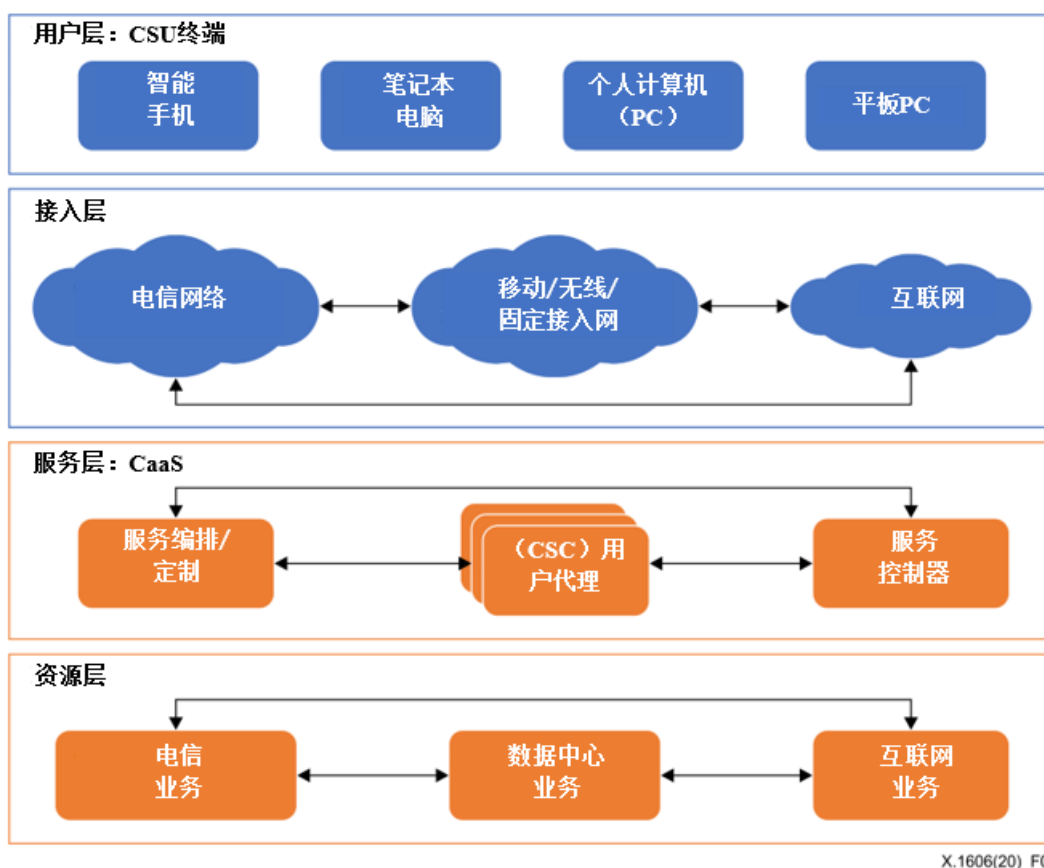 用户层：CSU终端
智能
手机
笔记本
电脑
个人计算机
（PC）
平板PC
接入层
电信网络
移动/无线/
固定接入网
互联网
服务层：CaaS
服务编排/
定制
（CSC）用
户代理
服务
控制器
资源层
电信
业务
数据中心
业务
互联网
业务
X.1606(20)